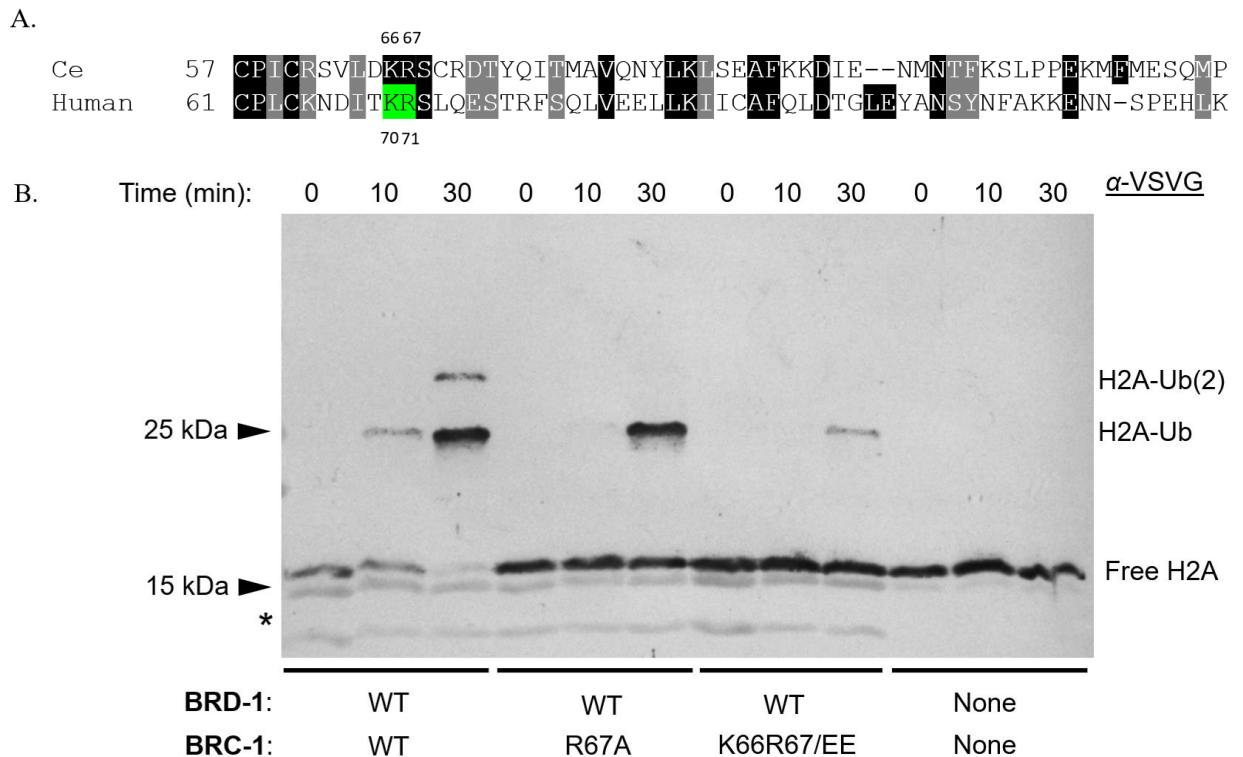 A.
66 67
Ce 57 CPICRSVLDKRSCRDTYQITMAVQNYLKLSEAFKKDIE--NMNTFKSLPPEKMFMESQMP
Human 61 CPLCKNDITKRSLQESTRFSQLVEELLKIICAFQLDTGLEYANSYNFAKKENN-SPEHLK
70 71
B. Time (min): 0 10 30 0 10 30 0 10 30 0 10 30 α-VSVG
H2A-Ub(2)
25 kDa H2A-Ub
15 kDa Free H2A
*
BRD-1: WT WT WT None
BRC-1: WT R67A K66R67/EE None